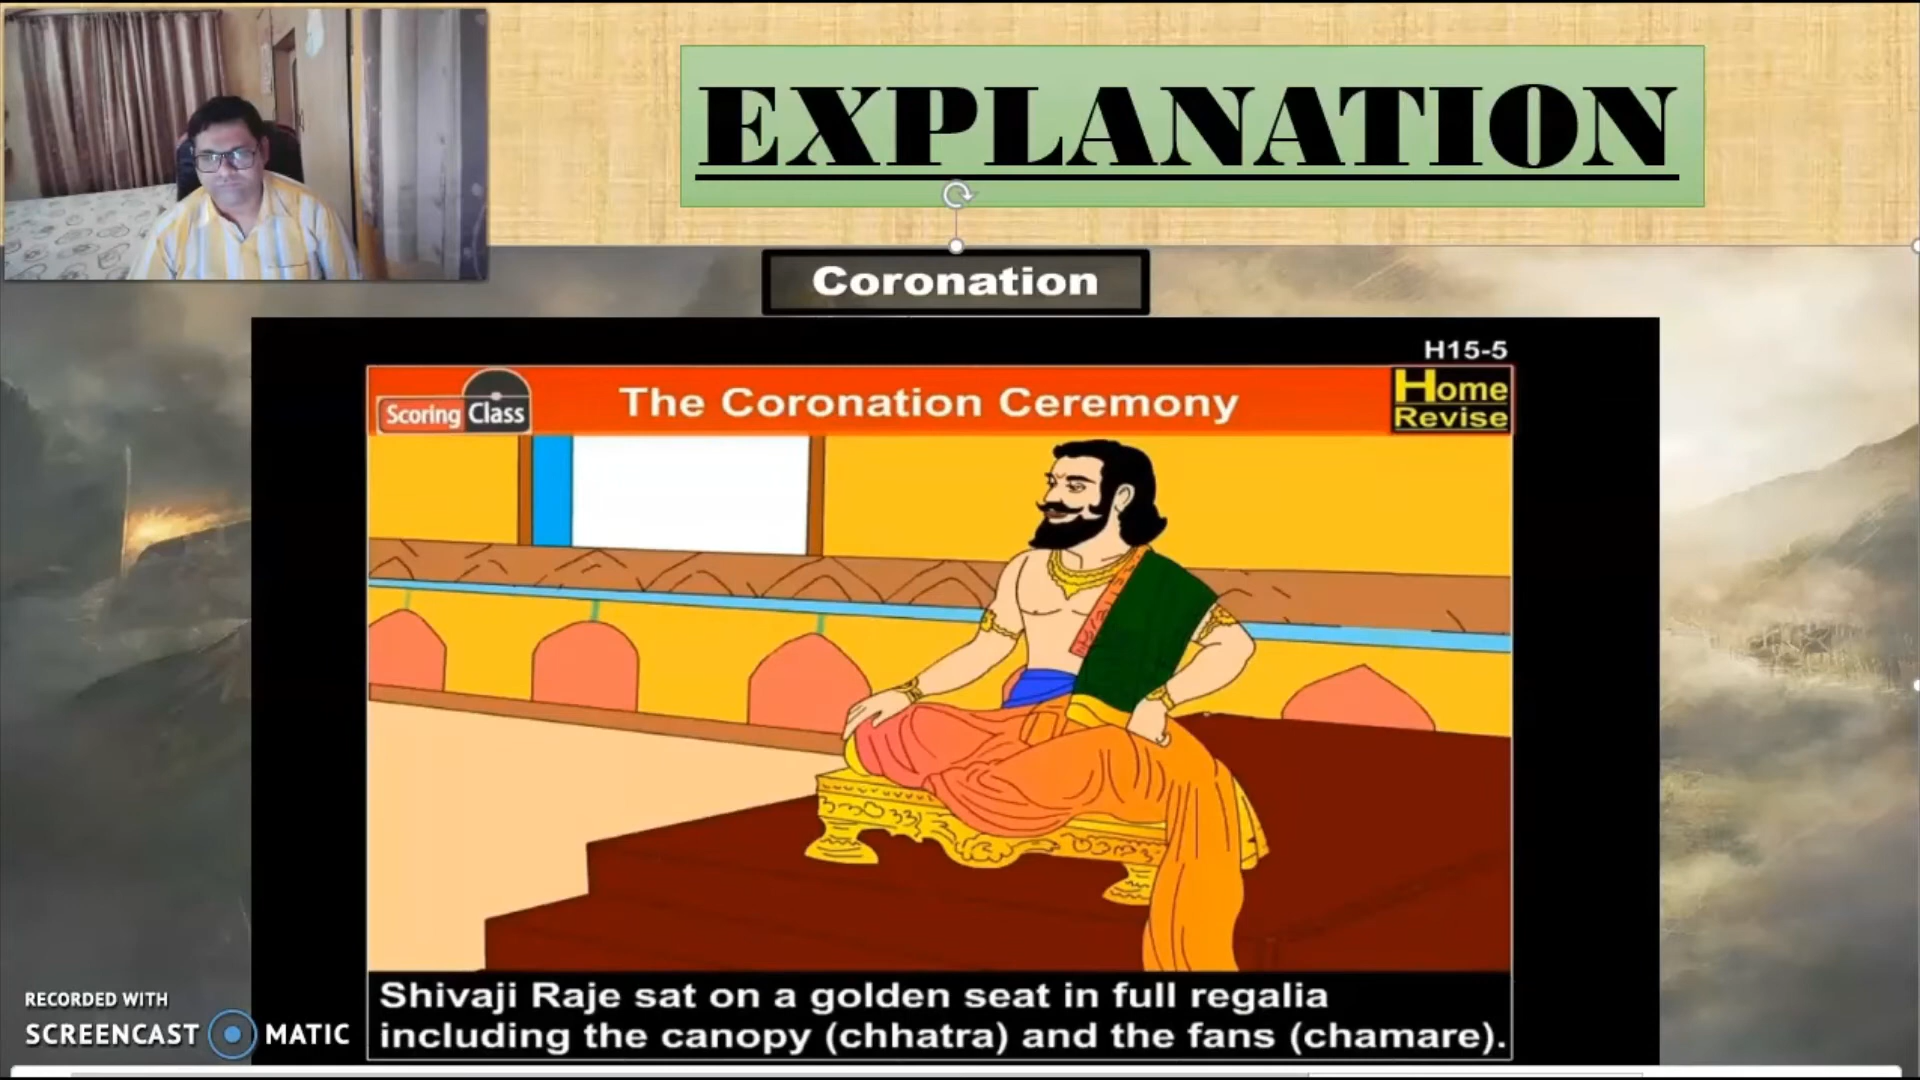 EXPLANATION
Coronation
H15-5
Scoring Class
The Coronation Ceremony
Home
Revise
Shivaji Raje sat on a golden seat in full regalia
including the canopy (chhatra) and the fans (chamare).
RECORDED WITH
SCREENCAST MATIC